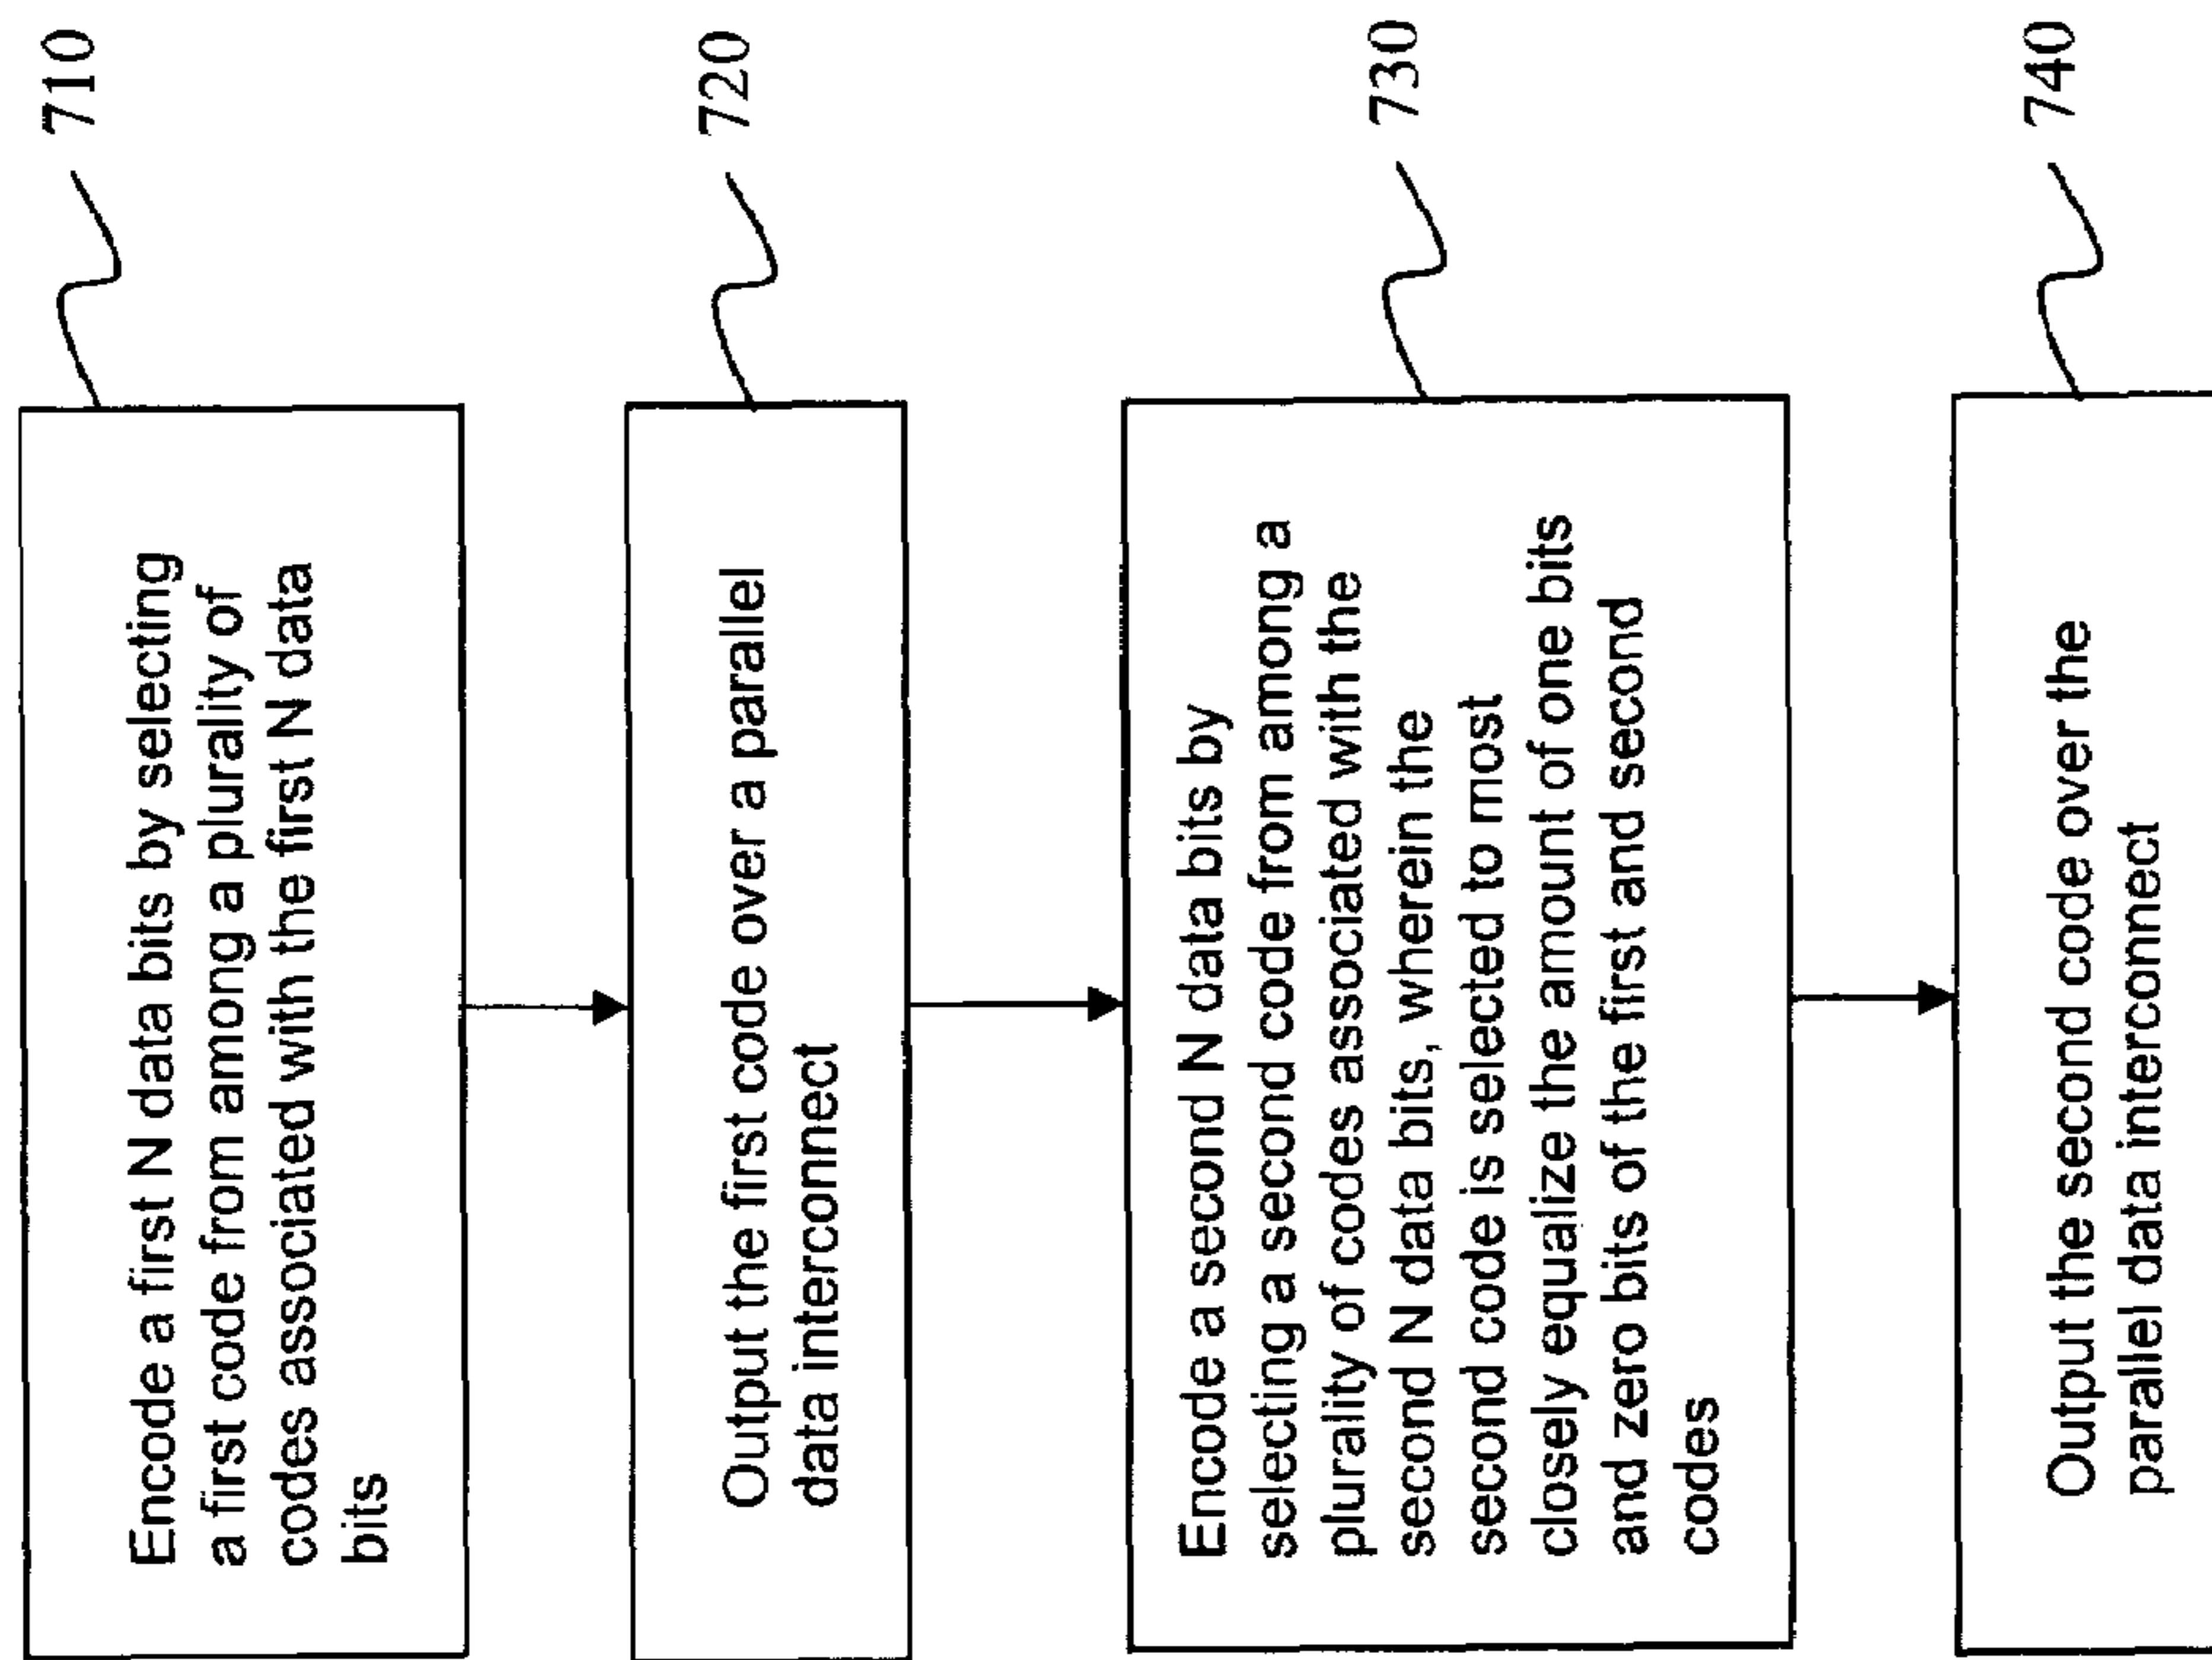 710
Encode a first N data bits by selecting
a first code from among a plurality of
codes associated with the first N data
bits
720
Output the first code over a parallel
data interconnect
730
Encode a second N data bits by
selecting a second code from among a
plurality of codes associated with the
second N data bits, wherein the
second code is selected to most
closely equalize the amount of one bits
and zero bits of the first and second
codes
740
Output the second code over the
parallel data interconnect